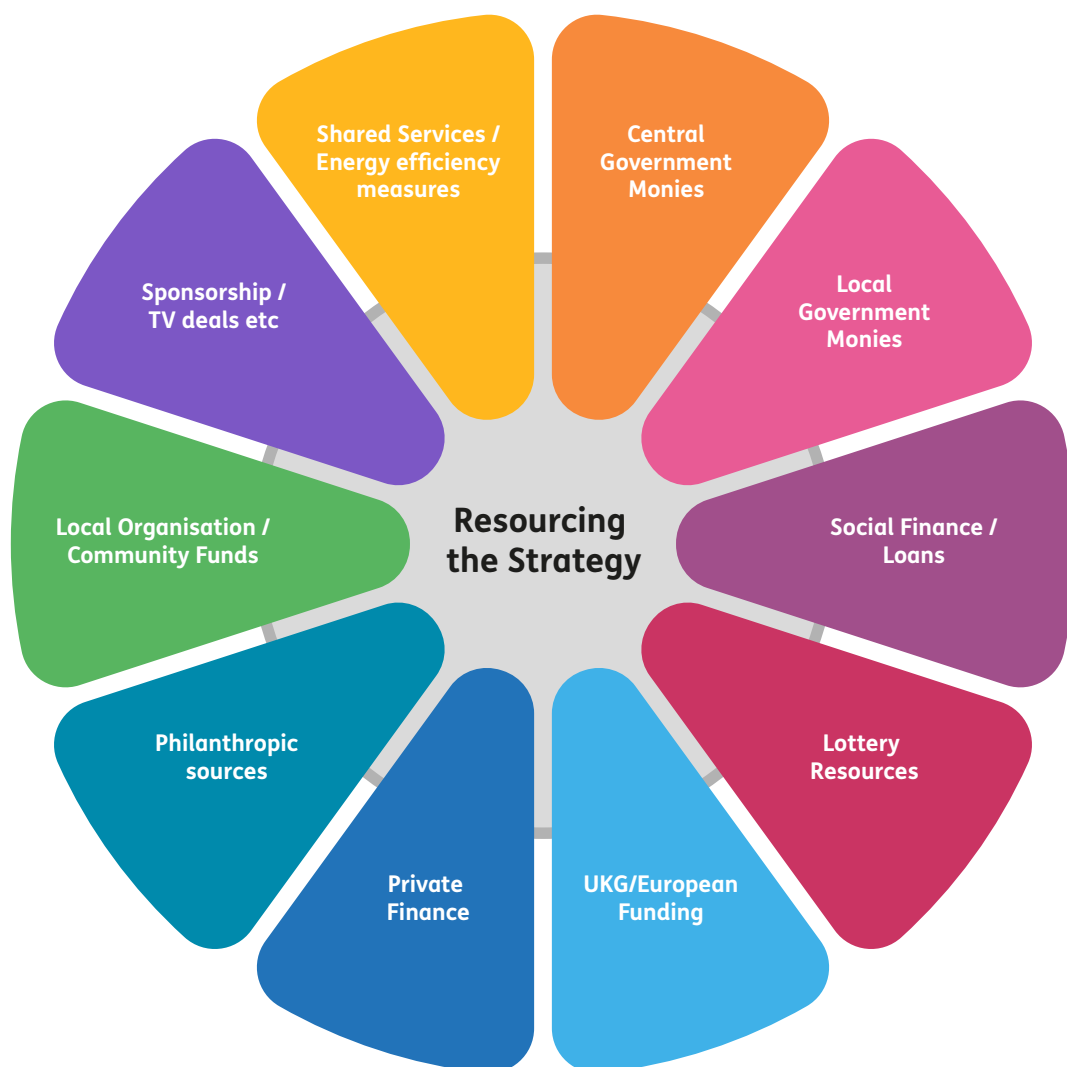 Shared Services /
Energy efficiency
measures
Central
Government
Monies
Local
Government
Monies
Social Finance /
Loans
Lottery
Resources
UKG/European
Funding
Private
Finance
Philanthropic
sources
Local Organisation /
Community Funds
Sponsorship /
TV deals etc
Resourcing
the Strategy